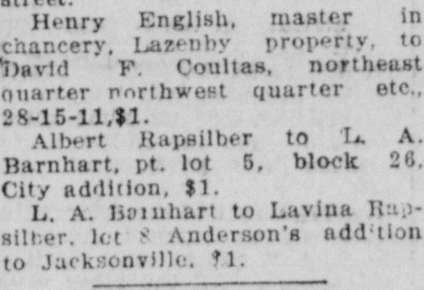 street.
Henry English, master in
chancery, Lazenby property, to
David F. Coultas, northeast
quarter northwest quarter etc.,
28-15-11,$1.
Albert Rapsilber to L. A.
Barnhart, pt. lot 5, block 26,
City addition, $1.
L. A. Barnhart to Lavina Rap-
silber, lot 8 Anderson's addition
to Jacksonville, $1.